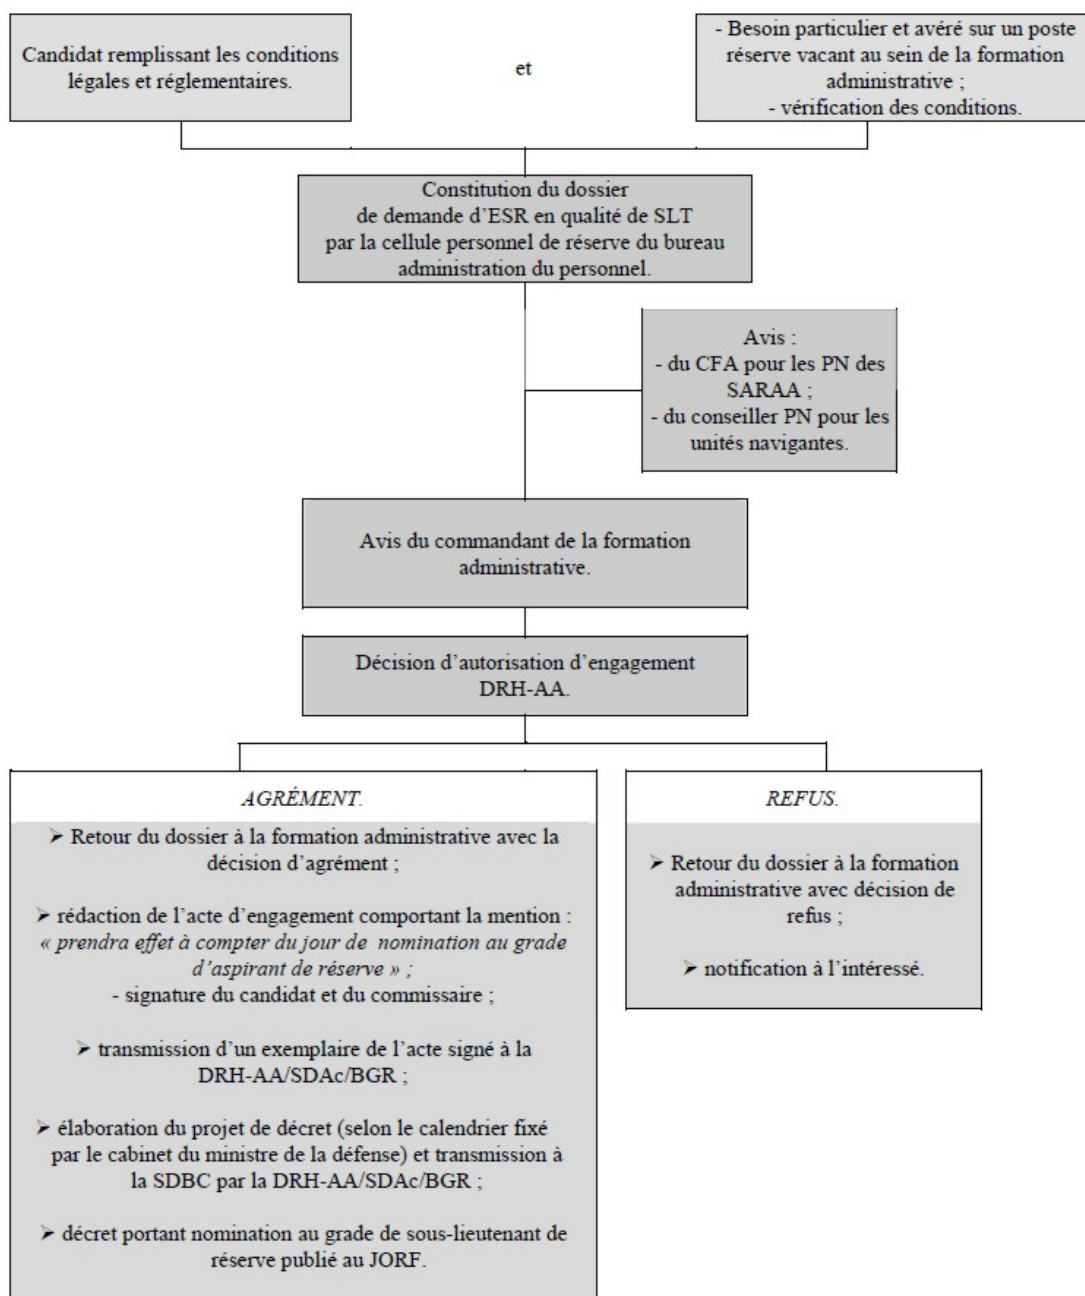 Candidat remplissant les conditions
légales et réglementaires.
et
- Besoin particulier et avéré sur un poste
réserve vacant au sein de la formation
administrative ;
- vérification des conditions.
Constitution du dossier
de demande d’ESR en qualité de SLT
par la cellule personnel de réserve du bureau
administration du personnel.
Avis :
- du CFA pour les PN des
SARAA ;
- du conseiller PN pour les
unités navigantes.
Avis du commandant de la formation
administrative.
Décision d’autorisation d’engagement
DRH-AA.
AGRÉMENT.
➢ Retour du dossier à la formation administrative avec la
décision d’agrément ;
➢ rédaction de l’acte d’engagement comportant la mention :
« prendra effet à compter du jour de nomination au grade
d’aspirant de réserve » ;
- signature du candidat et du commissaire ;
➢ transmission d’un exemplaire de l’acte signé à la
DRH-AA/SDAc/BGR ;
➢ élaboration du projet de décret (selon le calendrier fixé
par le cabinet du ministre de la défense) et transmission à
la SDBC par la DRH-AA/SDAc/BGR ;
➢ décret portant nomination au grade de sous-lieutenant de
réserve publié au JORF.
REFUS.
➢ Retour du dossier à la formation
administrative avec décision de
refus ;
➢ notification à l’intéressé.